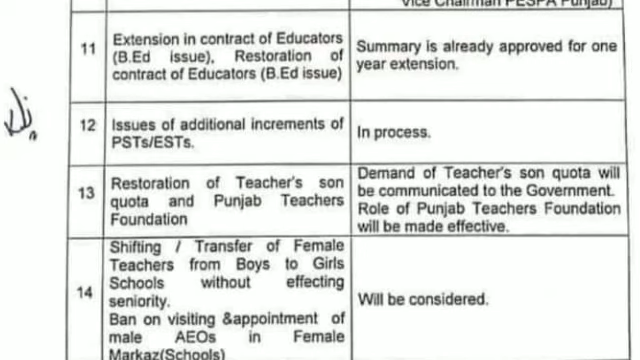 Vice Chairman PESPA Punjab)
11
Extension in contract of Educators
(B.Ed issue), Restoration of
contract of Educators (B.Ed issue)
Summary is already approved for one
year extension.
12
Issues of additional increments of
PSTs/ESTs.
In process.
13
Restoration of Teacher's son
quota and Punjab Teachers
Foundation
Demand of Teacher's son quota will
be communicated to the Government.
Role of Punjab Teachers Foundation
will be made effective.
14
Shifting / Transfer of Female
Teachers from Boys to Girls
Schools without effecting
seniority.
Ban on visiting &appointment of
male AEOs in Female
Markaz(Schools)
Will be considered.